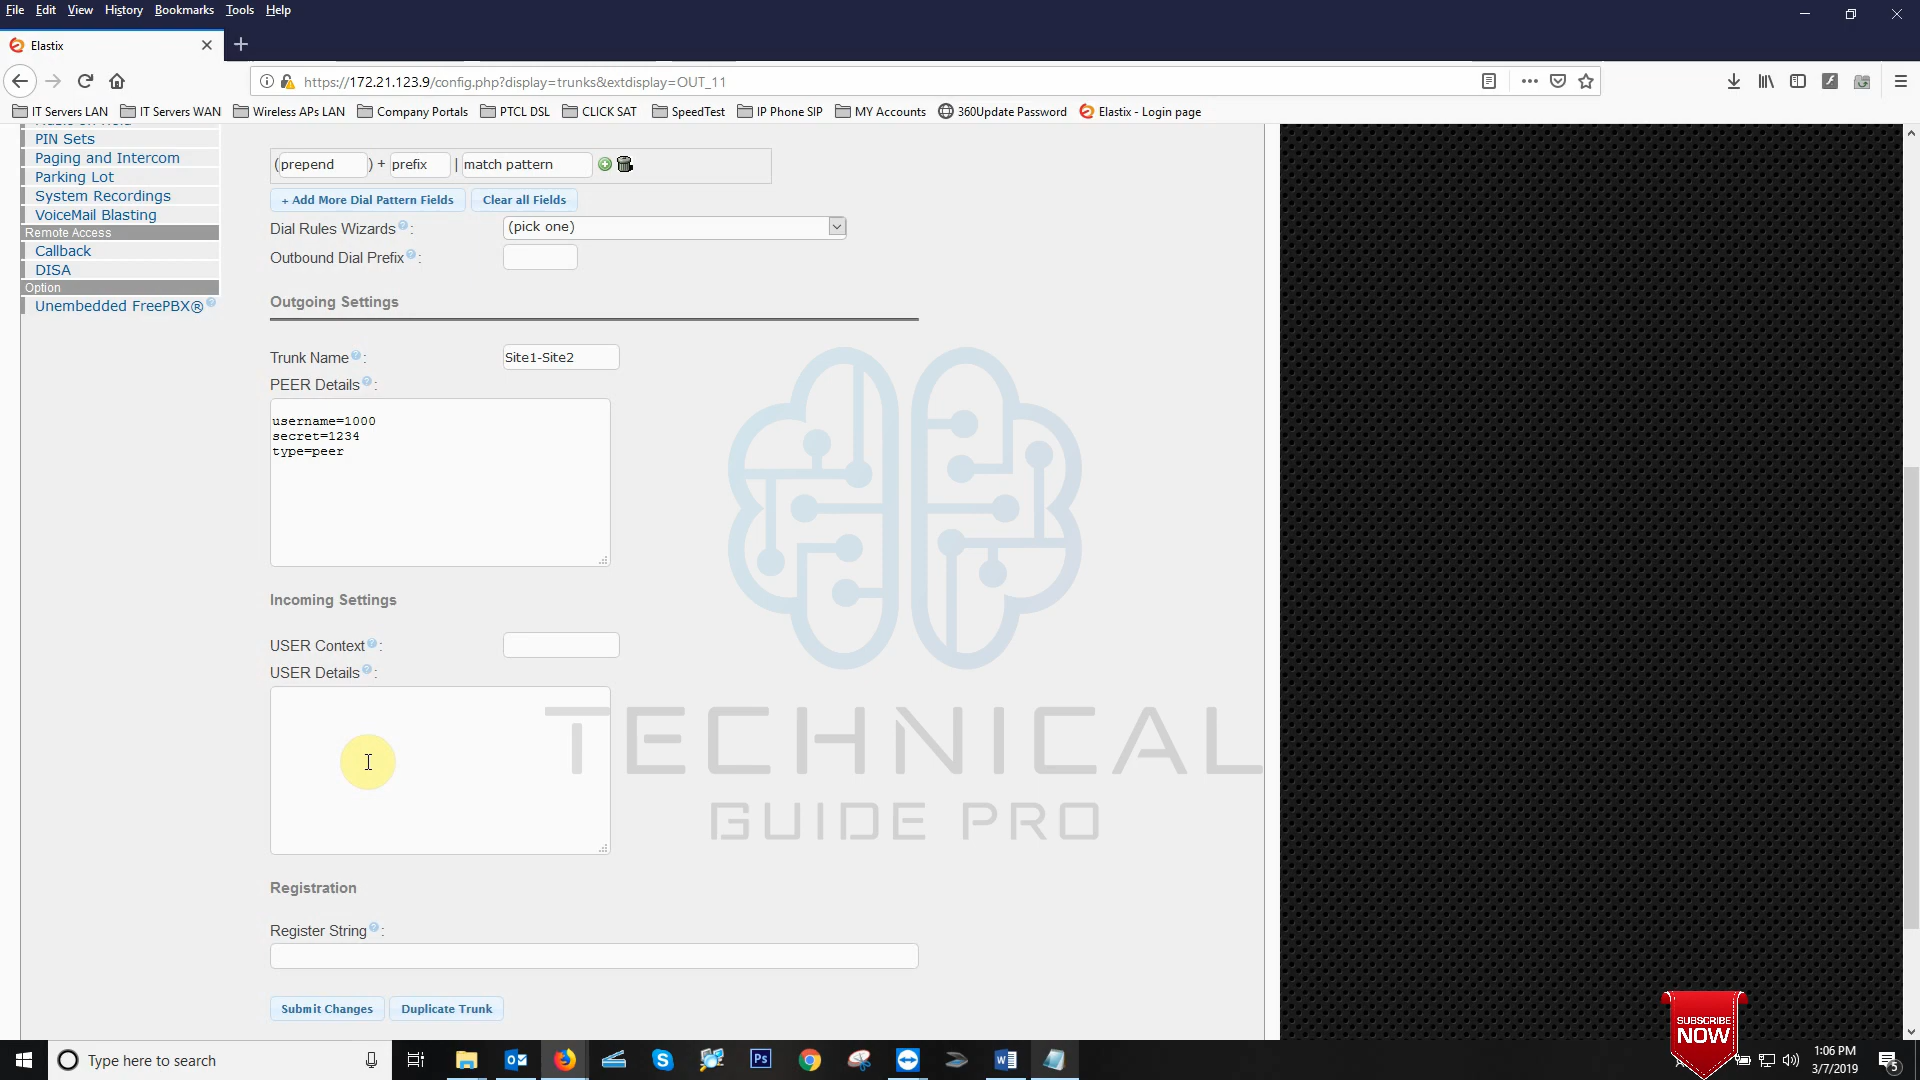 File Edit View History Bookmarks Tools Help
Elastix
https://172.21.123.9/config.php?display=trunks&extdisplay=OUT_11
IT Servers LAN IT Servers WAN Wireless APs LAN Company Portals PTCL DSL CLICK SAT SpeedTest IP Phone SIP MY Accounts 360Update Password Elastix - Login page
PIN Sets
Paging and Intercom
Parking Lot
System Recordings
VoiceMail Blasting
Remote Access
Callback
DISA
Option
Unembedded FreePBX®
(prepend) + prefix | match pattern
+ Add More Dial Pattern Fields Clear all Fields
Dial Rules Wizards: (pick one)
Outbound Dial Prefix:
Outgoing Settings
Trunk Name: Site1-Site2
PEER Details:
username=1000
secret=1234
type=peer
Incoming Settings
USER Context:
USER Details:
TECHNICAL
GUIDE PRO
Registration
Register String:
Submit Changes Duplicate Trunk
SUBSCRIBE
NOW
Type here to search
Ps
1:06 PM
3/7/2019
5